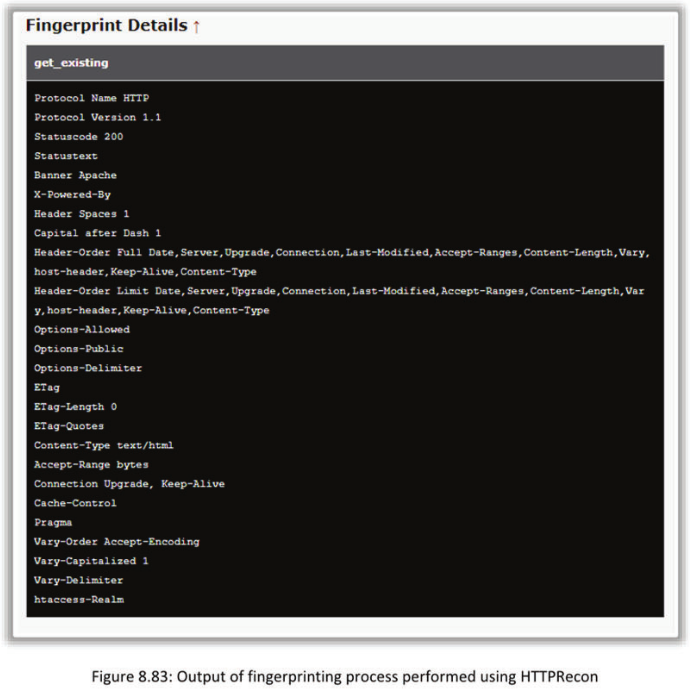 Fingerprint Details ↑
get_existing
Protocol Name HTTP
Protocol Version 1.1
Statuscode 200
Statustext
Banner Apache
X-Powered-By
Header Spaces 1
Capital after Dash 1
Header-Order Full Date,Server,Upgrade,Connection,Last-Modified,Accept-Ranges,Content-Length,Vary,
host-header,Keep-Alive,Content-Type
Header-Order Limit Date,Server,Upgrade,Connection,Last-Modified,Accept-Ranges,Content-Length,Var
y,host-header,Keep-Alive,Content-Type
Options-Allowed
Options-Public
Options-Delimiter
ETag
ETag-Length 0
ETag-Quotes
Content-Type text/html
Accept-Range bytes
Connection Upgrade, Keep-Alive
Cache-Control
Pragma
Vary-Order Accept-Encoding
Vary-Capitalized 1
Vary-Delimiter
htaccess-Realm
Figure 8.83: Output of fingerprinting process performed using HTTPRecon